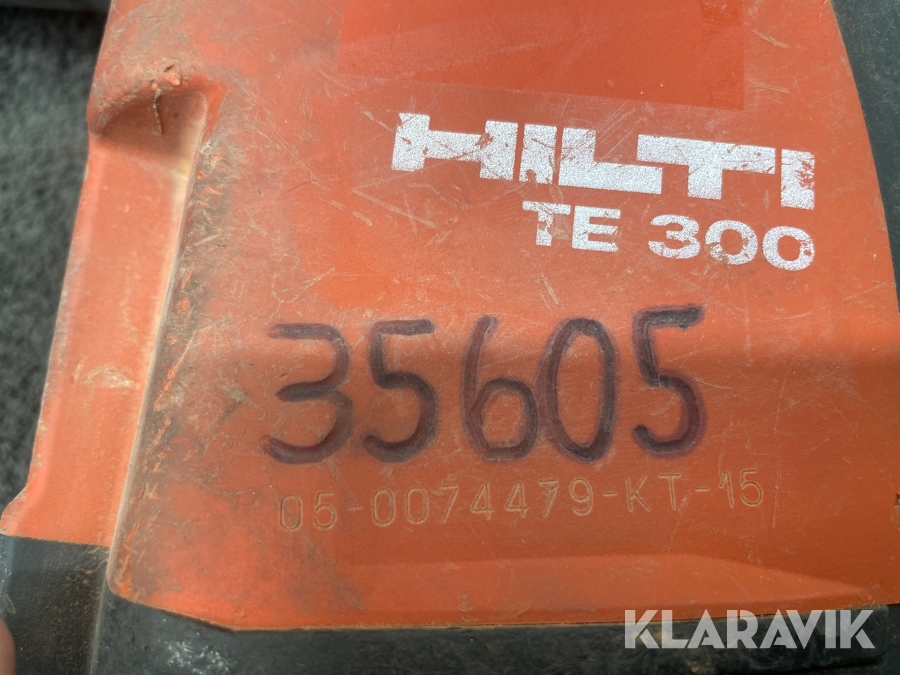 HILTI
TE 300
35605
05-0074479-KT-15
KLARAVIK